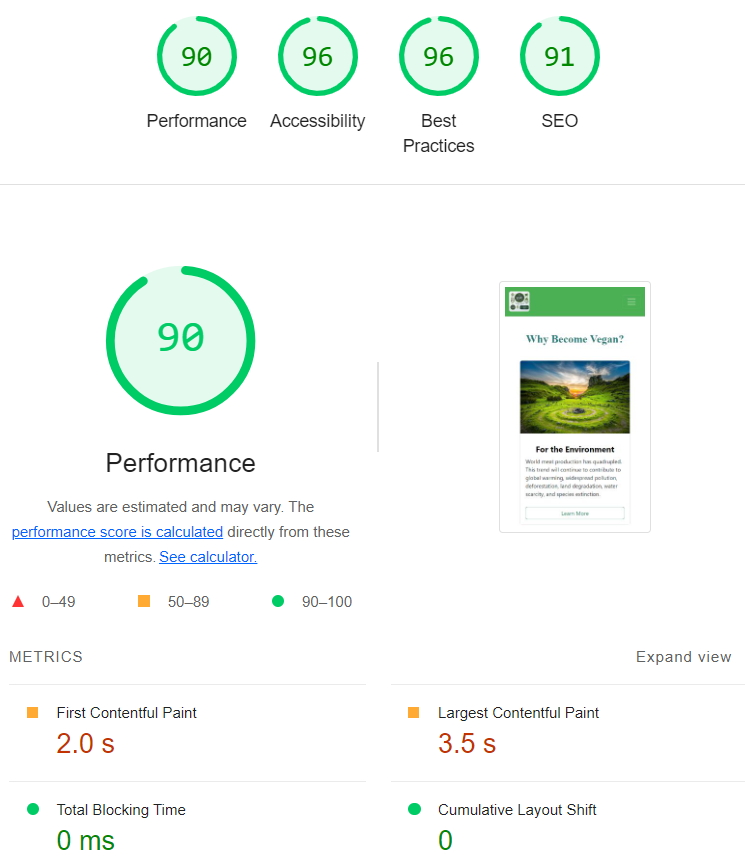 90
96
96
91
Performance
Accessibility
Best
Practices
SEO
90
Performance
Values are estimated and may vary. The
performance score is calculated directly from these
metrics. See calculator.
0–49
50–89
90–100
Why Become Vegan?
For the Environment
World meat production has quadrupled.
This trend will continue to contribute to
global warming, widespread pollution,
deforestation, land degradation, water
scarcity, and species extinction.
Learn More
METRICS
Expand view
First Contentful Paint
2.0 s
Largest Contentful Paint
3.5 s
Total Blocking Time
0 ms
Cumulative Layout Shift
0